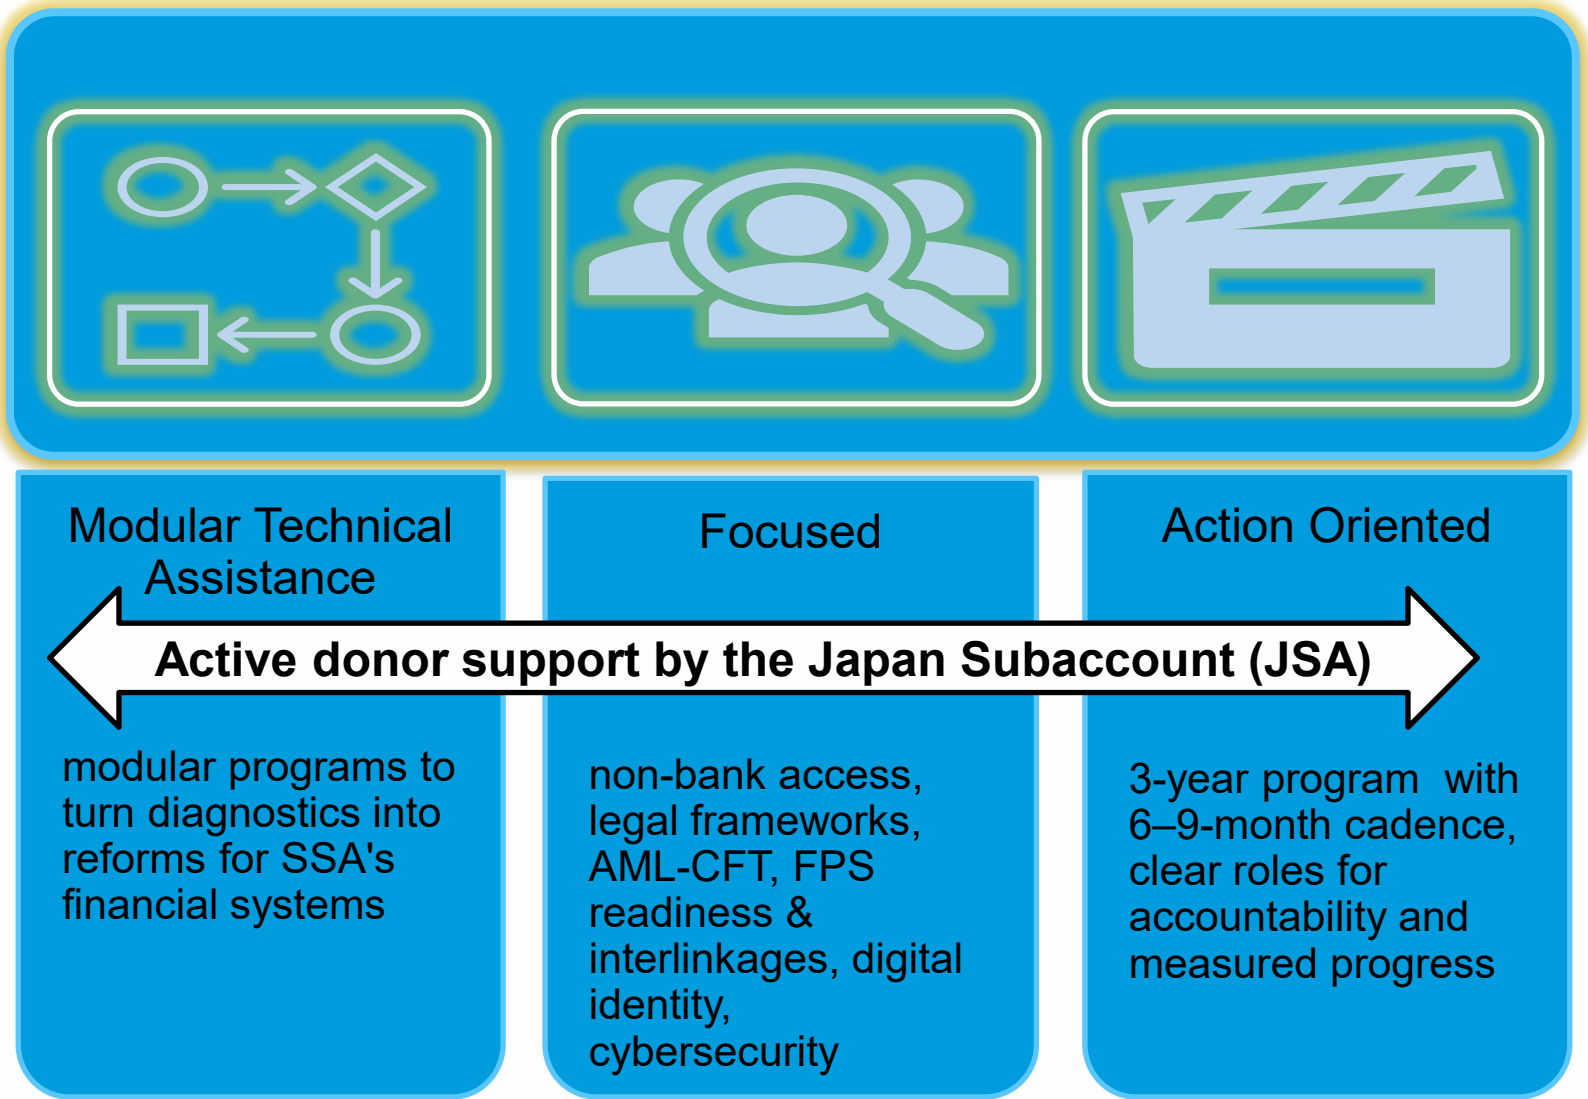 Modular Technical
Assistance
Focused
Action Oriented
Active donor support by the Japan Subaccount (JSA)
modular programs to
turn diagnostics into
reforms for SSA's
financial systems
non-bank access,
legal frameworks,
AML-CFT, FPS
readiness &
interlinkages, digital
identity,
cybersecurity
3-year program  with
6–9-month cadence,
clear roles for
accountability and
measured progress